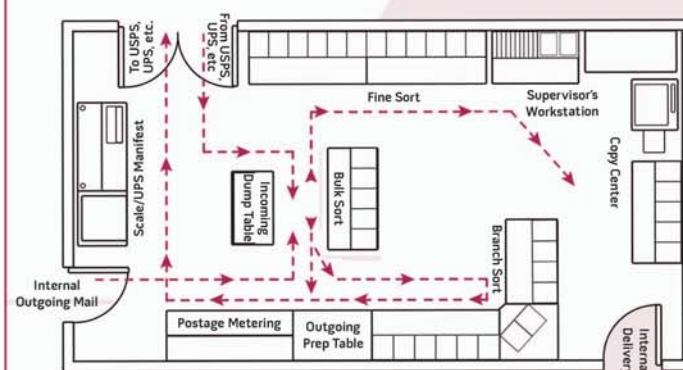 To USPS,
UPS, etc.
From USPS,
UPS, etc
Fine Sort
Supervisor's
Workstation
Scale/UPS Manifest
Incoming
Dump Table
Bulk Sort
Copy Center
Branch Sort
Internal
Outgoing Mail
Postage Metering
Outgoing
Prep Table